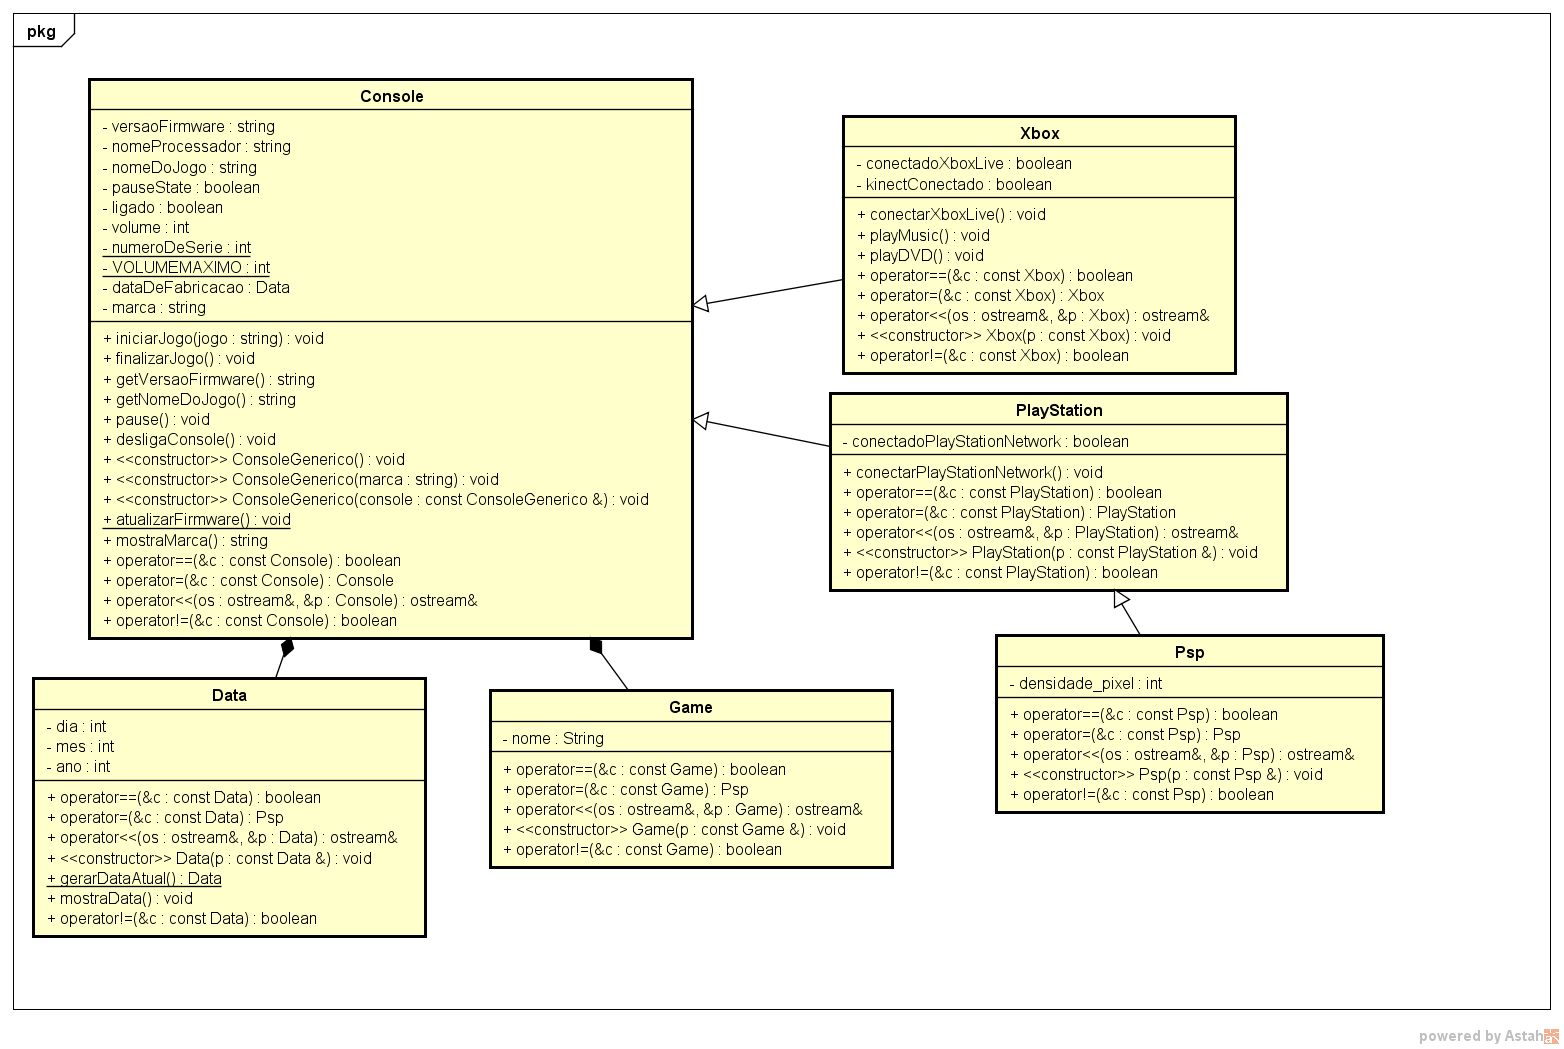 pkg
Console
- versaoFirmware : string
- nomeProcessador : string
- nomeDoJogo : string
- pauseState : boolean
- ligado : boolean
- volume : int
- numeroDeSerie : int
- VOLUMEMAXIMO : int
- dataDeFabricacao : Data
- marca : string
+ iniciarJogo(jogo : string) : void
+ finalizarJogo() : void
+ getVersaoFirmware() : string
+ getNomeDoJogo() : string
+ pause() : void
+ desligaConsole() : void
+ <<constructor>> ConsoleGenerico() : void
+ <<constructor>> ConsoleGenerico(marca : string) : void
+ <<constructor>> ConsoleGenerico(console : const ConsoleGenerico &) : void
+ atualizarFirmware() : void
+ mostraMarca() : string
+ operator==(&c : const Console) : boolean
+ operator=(&c : const Console) : Console
+ operator<<(os : ostream&, &p : Console) : ostream&
+ operator!=(&c : const Console) : boolean
Xbox
- conectadoXboxLive : boolean
- kinectConectado : boolean
+ conectarXboxLive() : void
+ playMusic() : void
+ playDVD() : void
+ operator==(&c : const Xbox) : boolean
+ operator=(&c : const Xbox) : Xbox
+ operator<<(os : ostream&, &p : Xbox) : ostream&
+ <<constructor>> Xbox(p : const Xbox) : void
+ operator!=(&c : const Xbox) : boolean
PlayStation
- conectadoPlayStationNetwork : boolean
+ conectarPlayStationNetwork() : void
+ operator==(&c : const PlayStation) : boolean
+ operator=(&c : const PlayStation) : PlayStation
+ operator<<(os : ostream&, &p : PlayStation) : ostream&
+ <<constructor>> PlayStation(p : const PlayStation &) : void
+ operator!=(&c : const PlayStation) : boolean
Psp
- densidade_pixel : int
+ operator==(&c : const Psp) : boolean
+ operator=(&c : const Psp) : Psp
+ operator<<(os : ostream&, &p : Psp) : ostream&
+ <<constructor>> Psp(p : const Psp &) : void
+ operator!=(&c : const Psp) : boolean
Data
- dia : int
- mes : int
- ano : int
+ operator==(&c : const Data) : boolean
+ operator=(&c : const Data) : Psp
+ operator<<(os : ostream&, &p : Data) : ostream&
+ <<constructor>> Data(p : const Data &) : void
+ gerarDataAtual() : Data
+ mostraData() : void
+ operator!=(&c : const Data) : boolean
Game
- nome : String
+ operator==(&c : const Game) : boolean
+ operator=(&c : const Game) : Psp
+ operator<<(os : ostream&, &p : Game) : ostream&
+ <<constructor>> Game(p : const Game &) : void
+ operator!=(&c : const Game) : boolean
powered by Astah